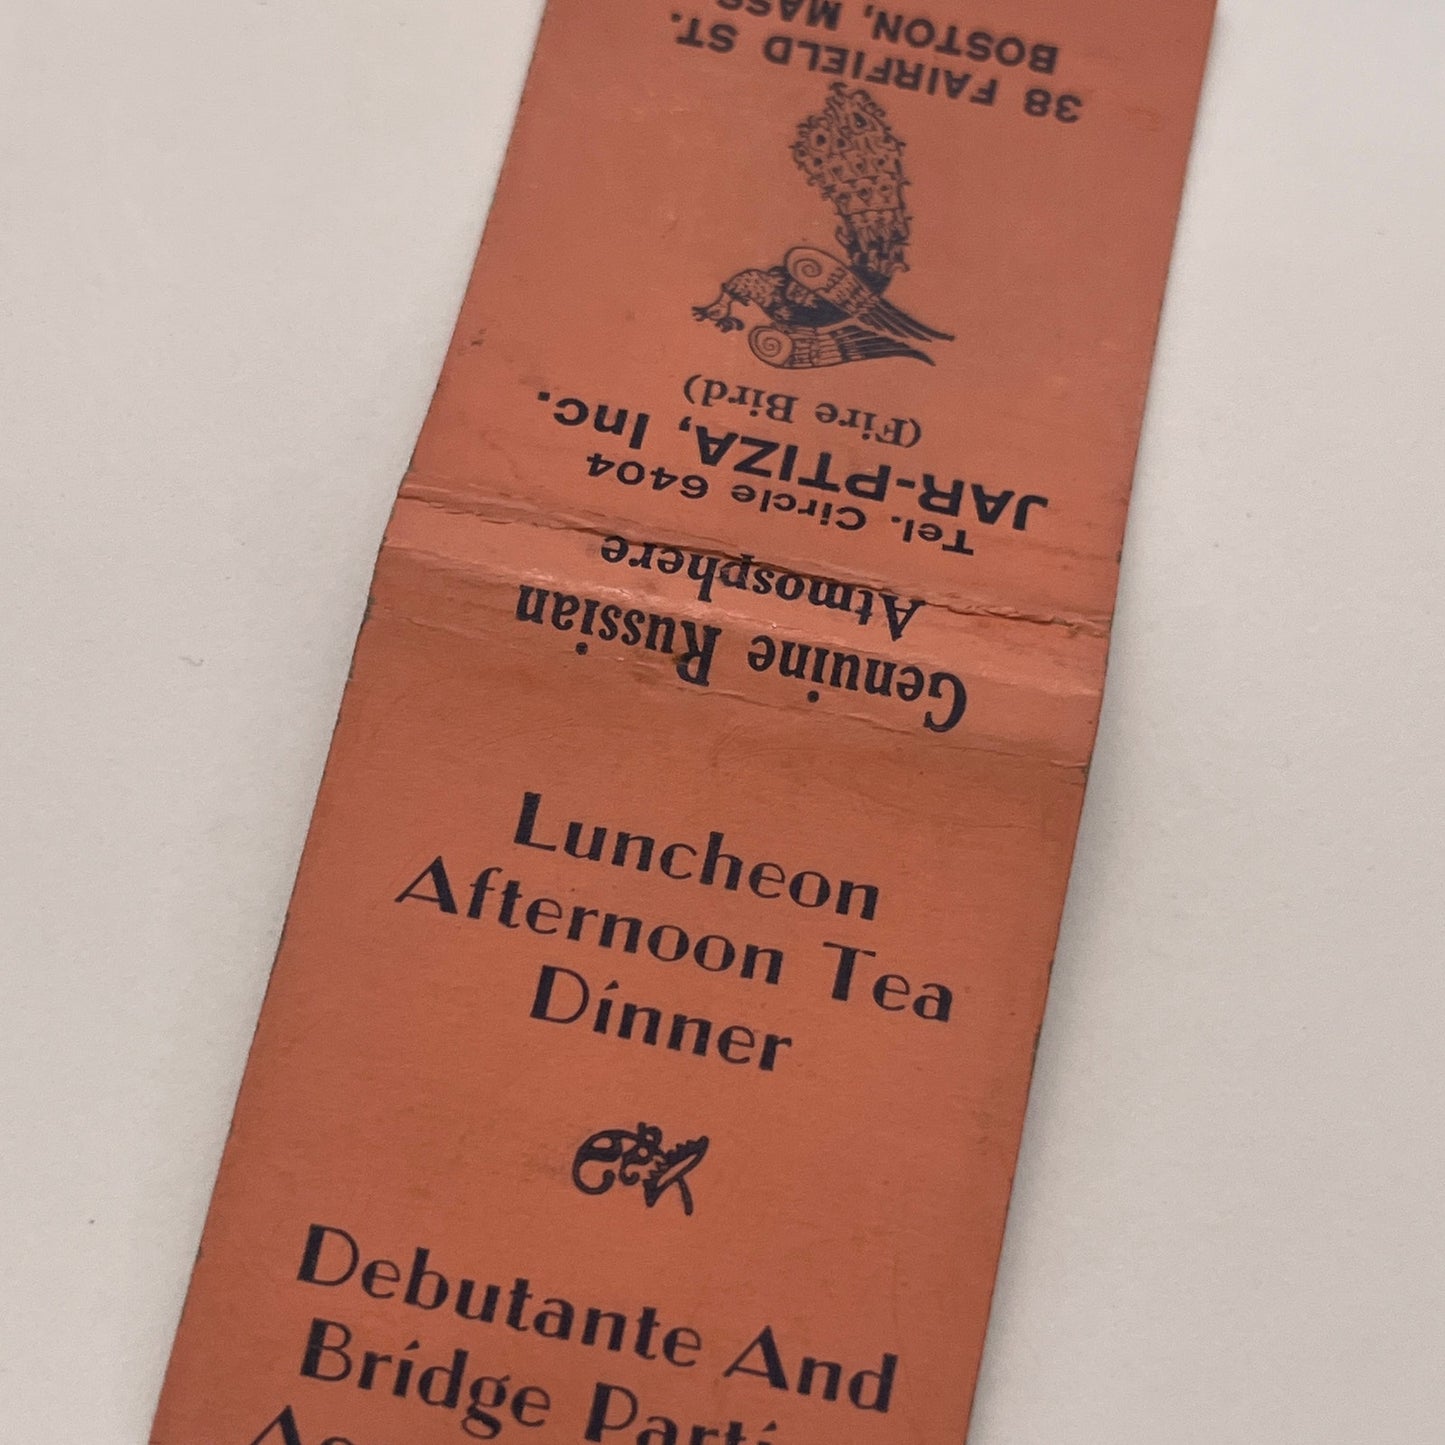 Luncheon
Afternoon Tea
Dinner
Debutante And
Bridge
Genuine Russian
Atmosphere
Tel. Circle 6404
JAR-PTIZA, Inc.
(Fire Bird)
38 FAIRFIELD ST.
BOSTON, MASS